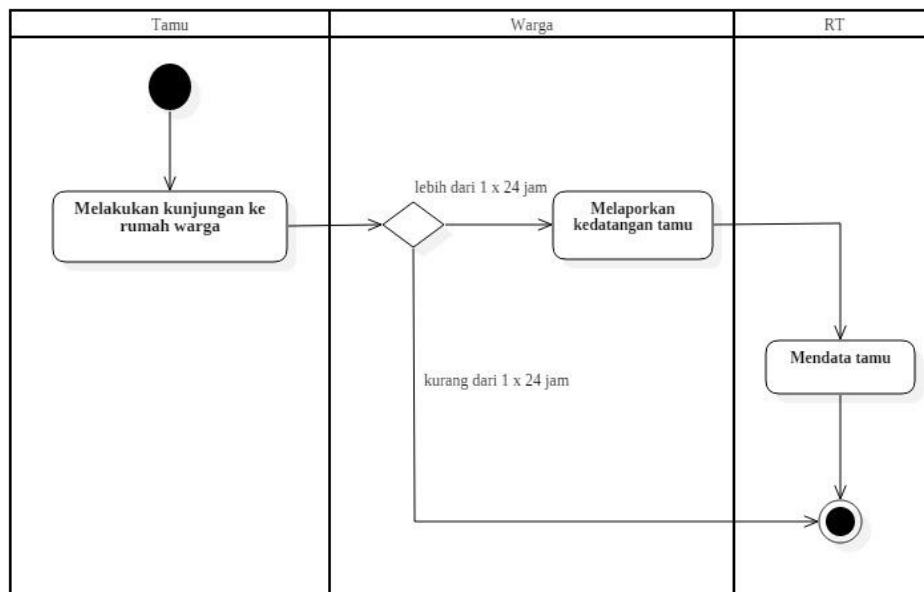 Tamu
Warga
RT
lebih dari 1 x 24 jam
Melakukan kunjungan ke
rumah warga
Melaporkan
kedatangan tamu
Mendata tamu
kurang dari 1 x 24 jam